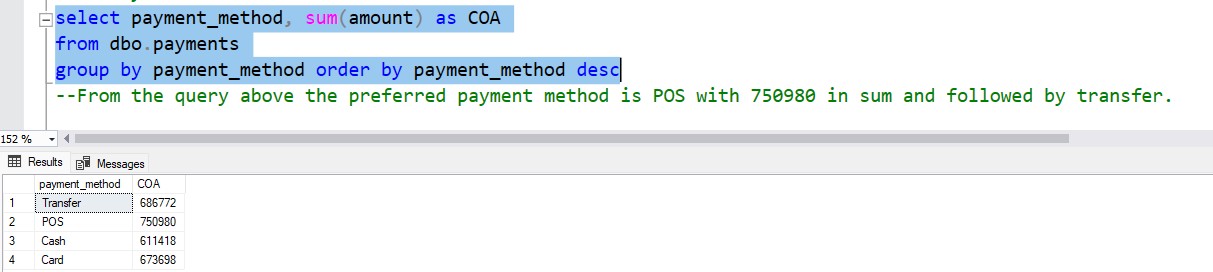 select payment_method, sum(amount) as COA
from dbo.payments
group by payment_method order by payment_method desc
--From the query above the preferred payment method is POS with 750980 in sum and followed by transfer.
152 %
Results Messages
payment_method COA
1 Transfer 686772
2 POS 750980
3 Cash 611418
4 Card 673698